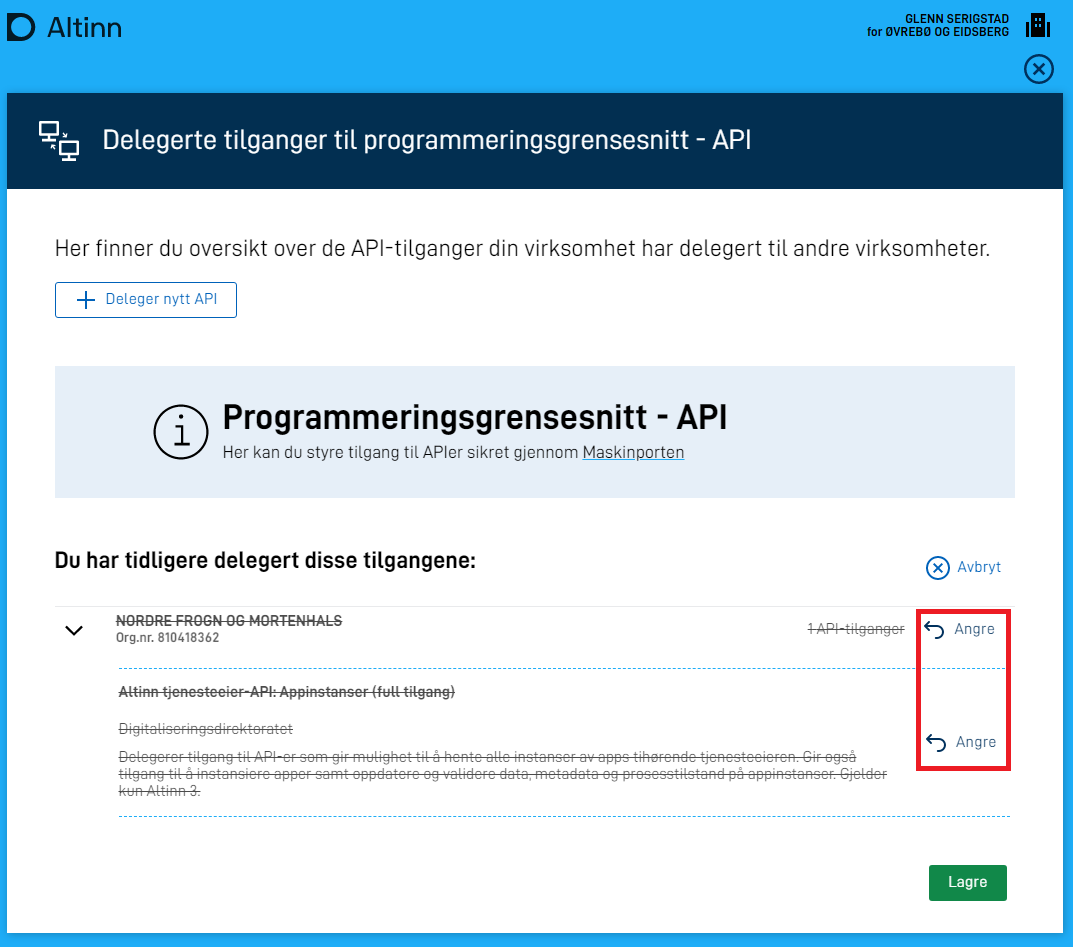 Altinn
GLENN SERIGSTAD
for ØVREBØ OG EIDSBERG
Delegerte tilganger til programmeringsgrensesnitt - API
Her finner du oversikt over de API-tilganger din virksomhet har delegert til andre virksomheter.
Deleger nytt API
Programmeringsgrensesnitt - API
Her kan du styre tilgang til APIer sikret gjennom Maskinporten
Du har tidligere delegert disse tilgangene:
Avbryt
NORDRE FROGN OG MORTENHALS
Org.nr. 810418362
1 API-tilganger
Angre
Altinn tjenesteeier-API: Appinstanser (full tilgang)
Digitaliseringsdirektoratet
Angre
Delegerer tilgang til API-er som gir mulighet til å hente alle instanser av apps tihørende tjenesteeieren. Gir også
tilgang til å instansiere apper samt oppdatere og validere data, metadata og prosesstilstand på appinstanser. Gjelder
kun Altinn 3.
Lagre